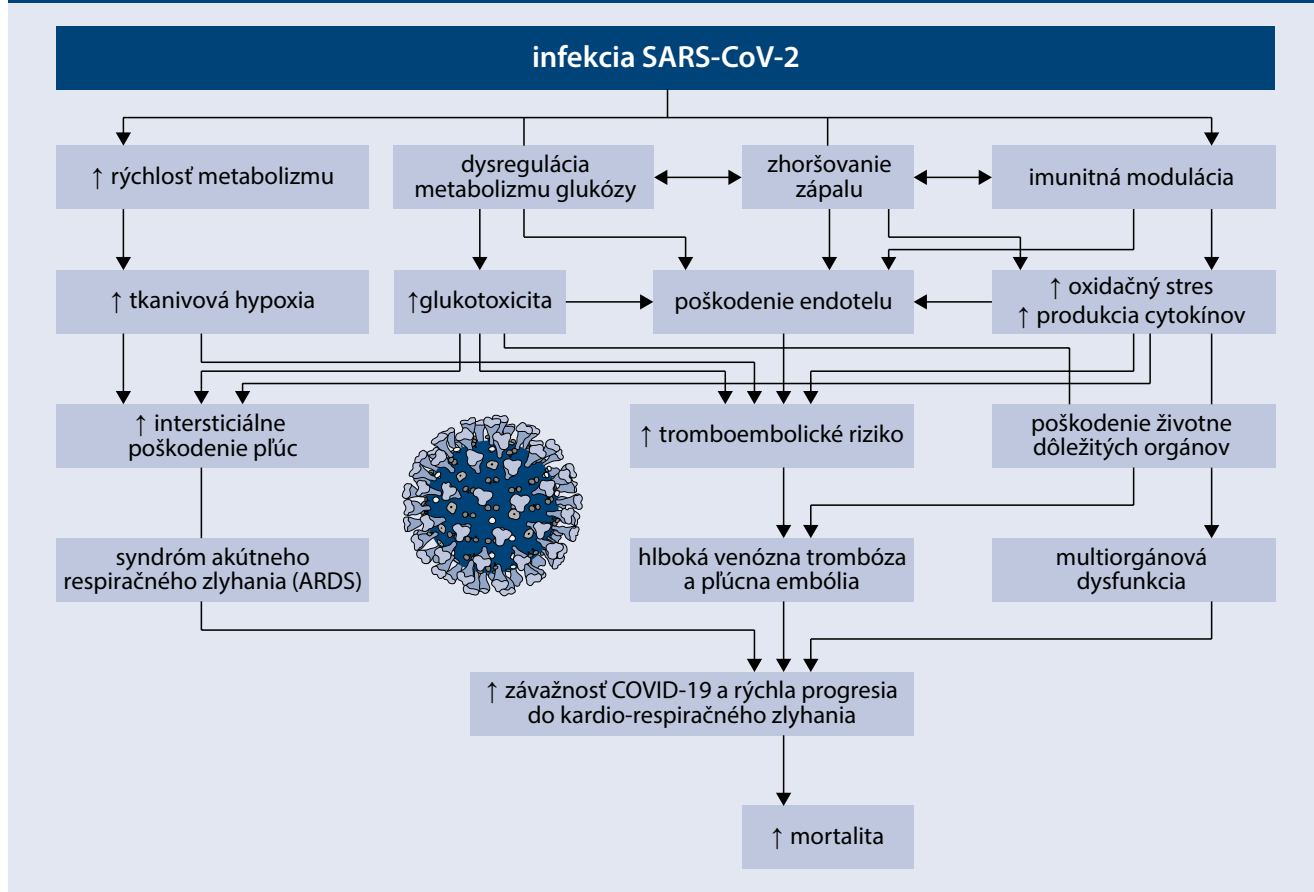 infekcia SARS-CoV-2
↑ rýchlosť metabolizmu
dysregulácia
metabolizmu glukózy
zhoršovanie
zápalu
imunitná modulácia
↑ tkanivová hypoxia
↑glukotoxicita
poškodenie endotelu
↑ oxidačný stres
↑ produkcia cytokínov
↑ intersticiálne
poškodenie pľúc
↑ tromboembolické riziko
poškodenie životne
dôležitých orgánov
syndróm akútneho
respiračného zlyhania (ARDS)
hlboká venózna trombóza
a pľúcna embólia
multiorgánová
dysfunkcia
↑ závažnosť COVID-19 a rýchla progresia
do kardio-respiračného zlyhania
↑ mortalita